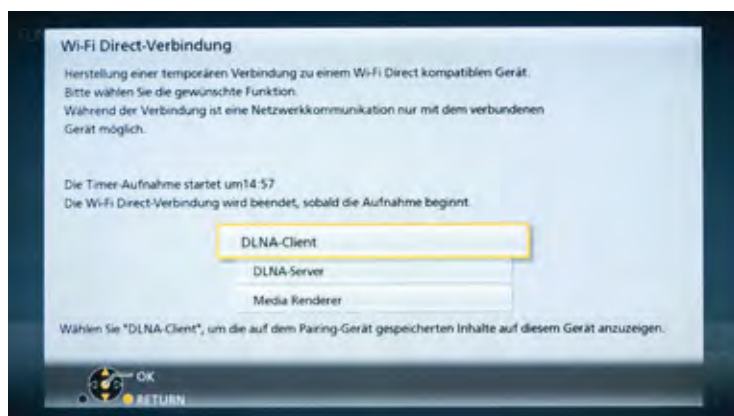 Wi-Fi Direct-Verbindung
Herstellung einer temporären Verbindung zu einem Wi-Fi Direct kompatiblen Gerät.
Bitte wählen Sie die gewünschte Funktion.
Während der Verbindung ist eine Netzwerkkommunikation nur mit dem verbundenen
Gerät möglich.
Die Timer-Aufnahme startet um14:57
Die Wi-Fi Direct-Verbindung wird beendet, sobald die Aufnahme beginnt.
DLNA-Client
DLNA-Server
Media Renderer
Wählen Sie "DLNA-Client", um die auf dem Pairing-Gerät gespeicherten Inhalte auf diesem Gerät anzuzeigen.
OK
RETURN